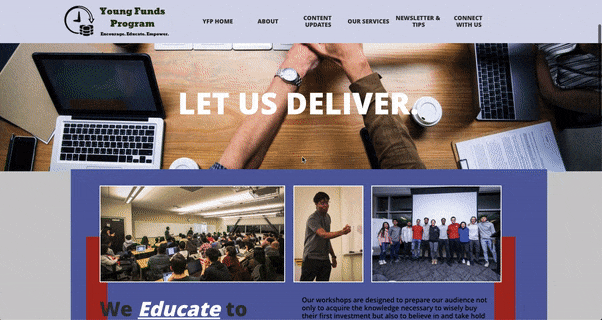 Young Funds
Program
Encourage. Educate. Empower.
YFP HOME
ABOUT
CONTENT
UPDATES
OUR SERVICES
NEWSLETTER &
TIPS
CONNECT
WITH US
LET US DELIVER
We Educate to
Our workshops are designed to prepare our audience not
only to acquire the knowledge necessary to wisely buy
their first investment but also to believe in and take hold